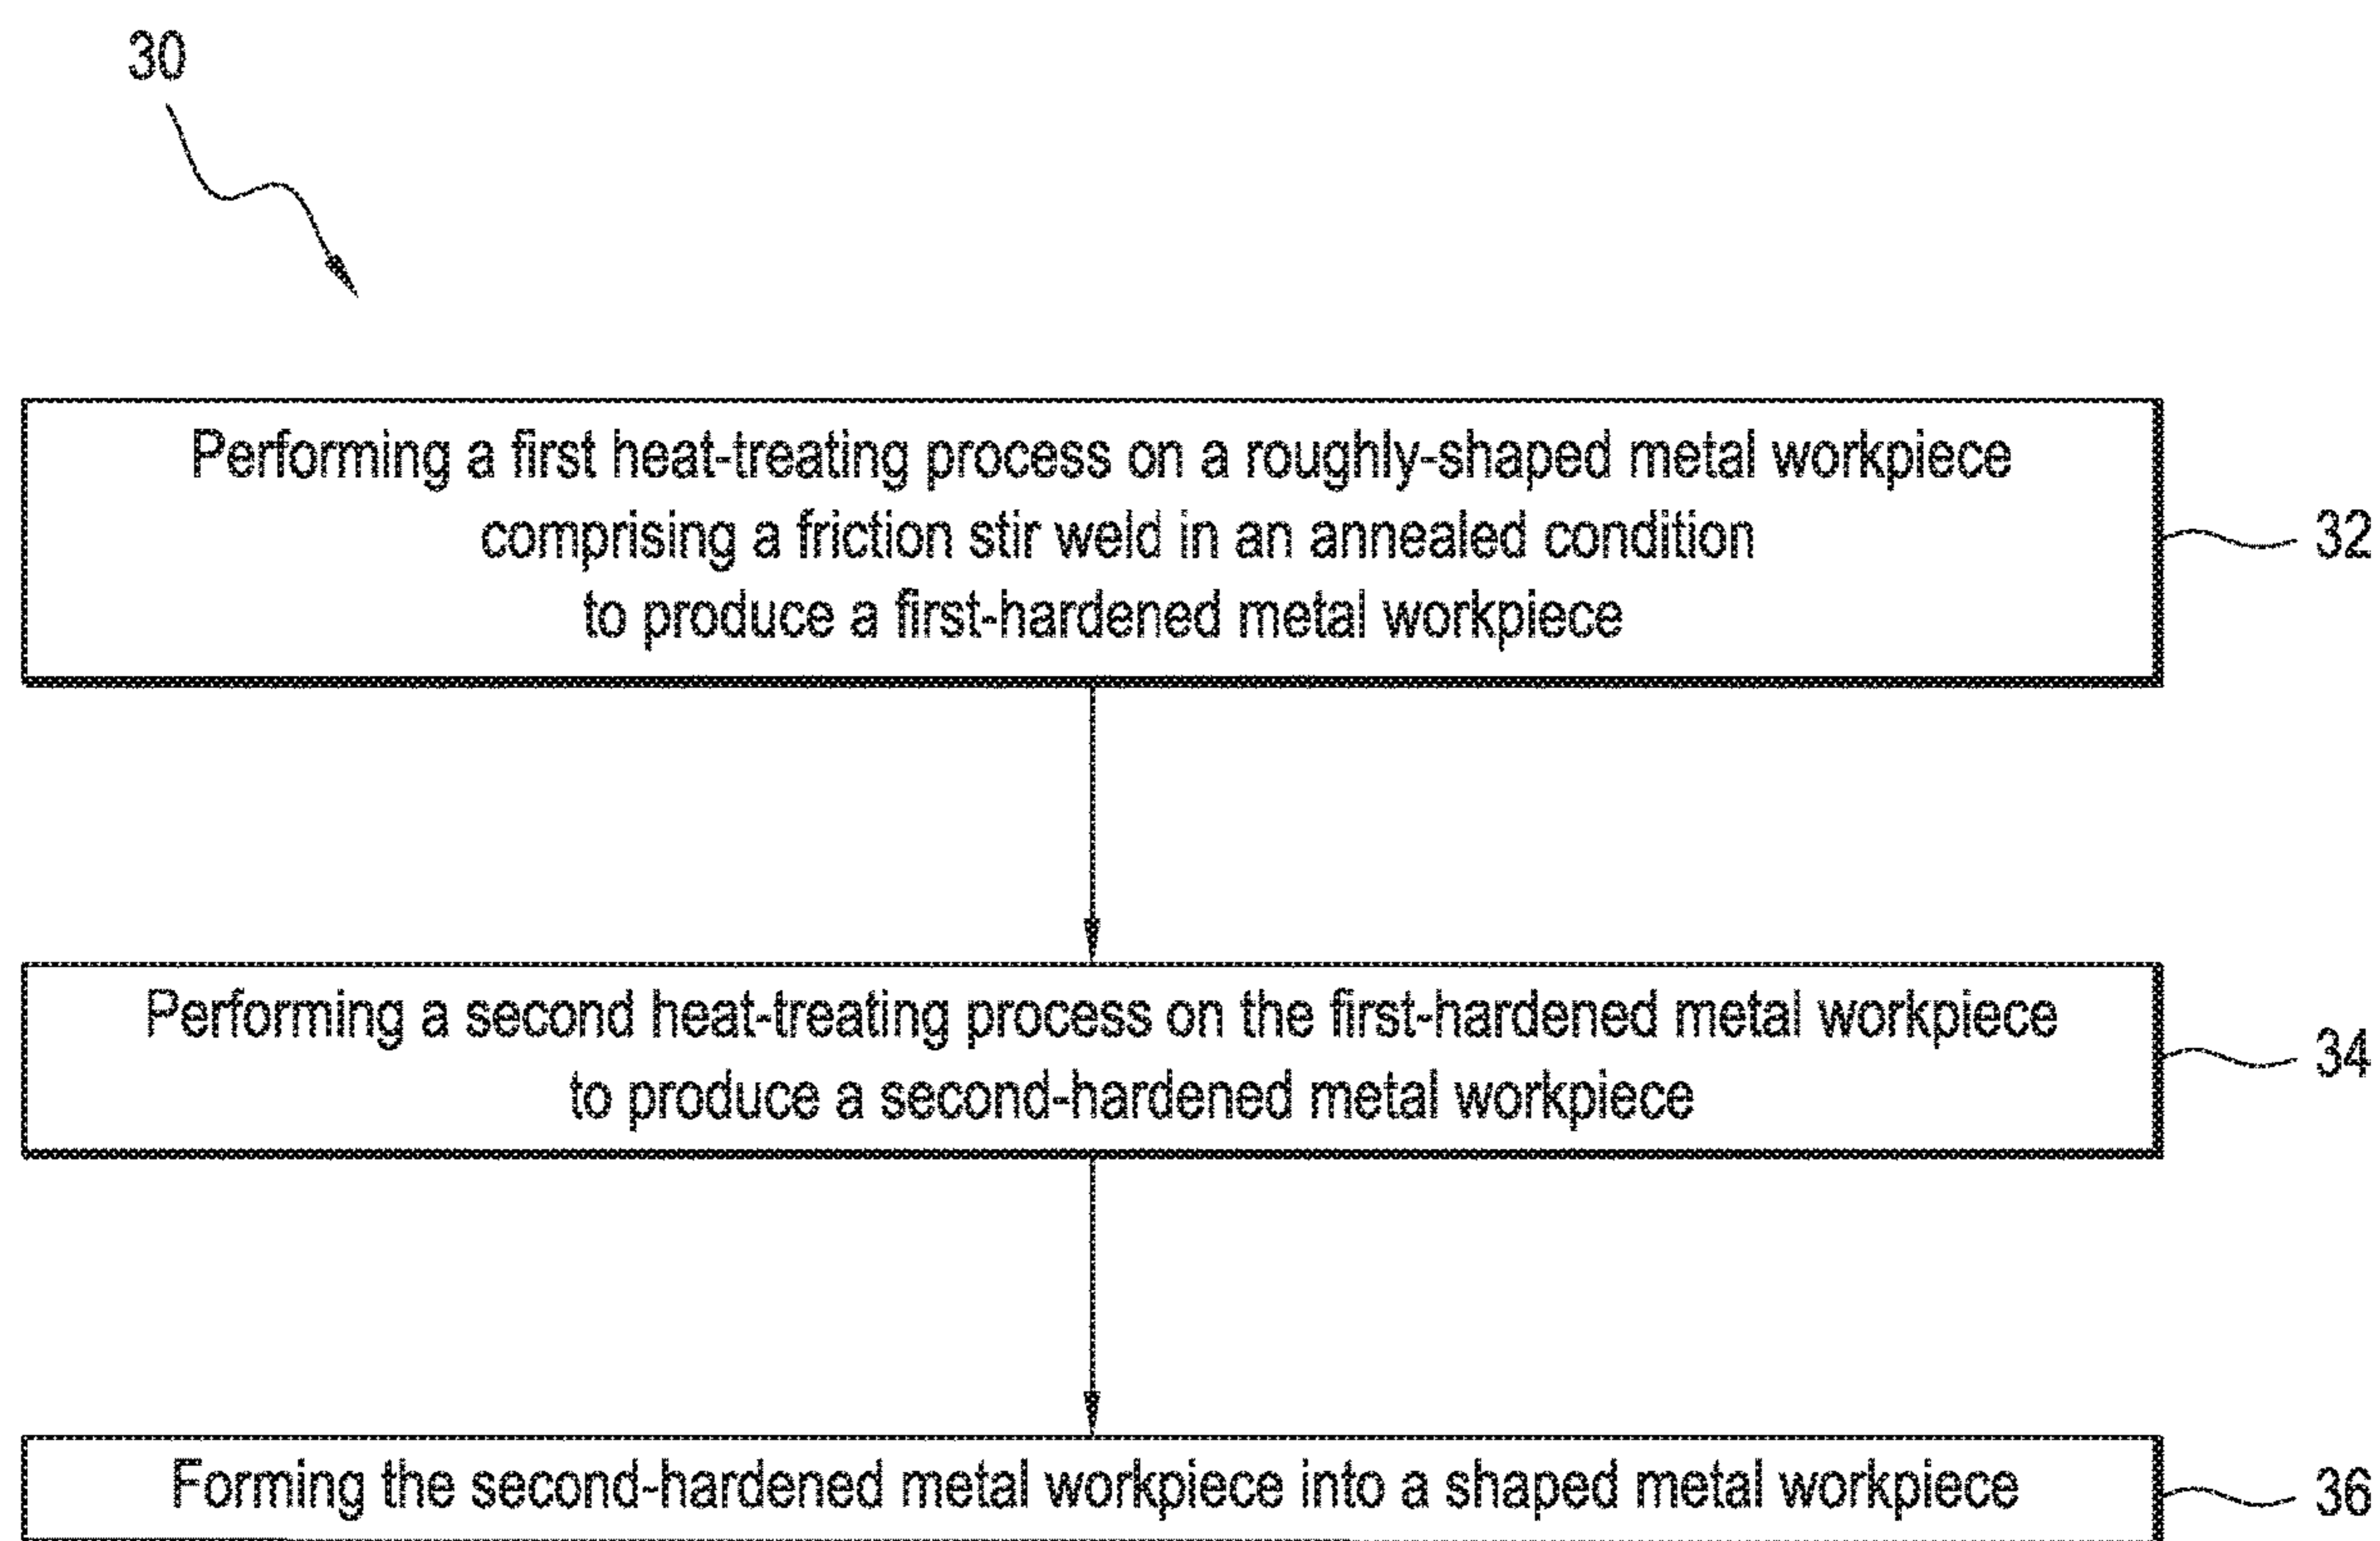 30
Performing a first heat-treating process on a roughly-shaped metal workpiece
comprising a friction stir weld in an annealed condition
to produce a first-hardened metal workpiece
32
Performing a second heat-treating process on the first-hardened metal workpiece
to produce a second-hardened metal workpiece
34
Forming the second-hardened metal workpiece into a shaped metal workpiece
36